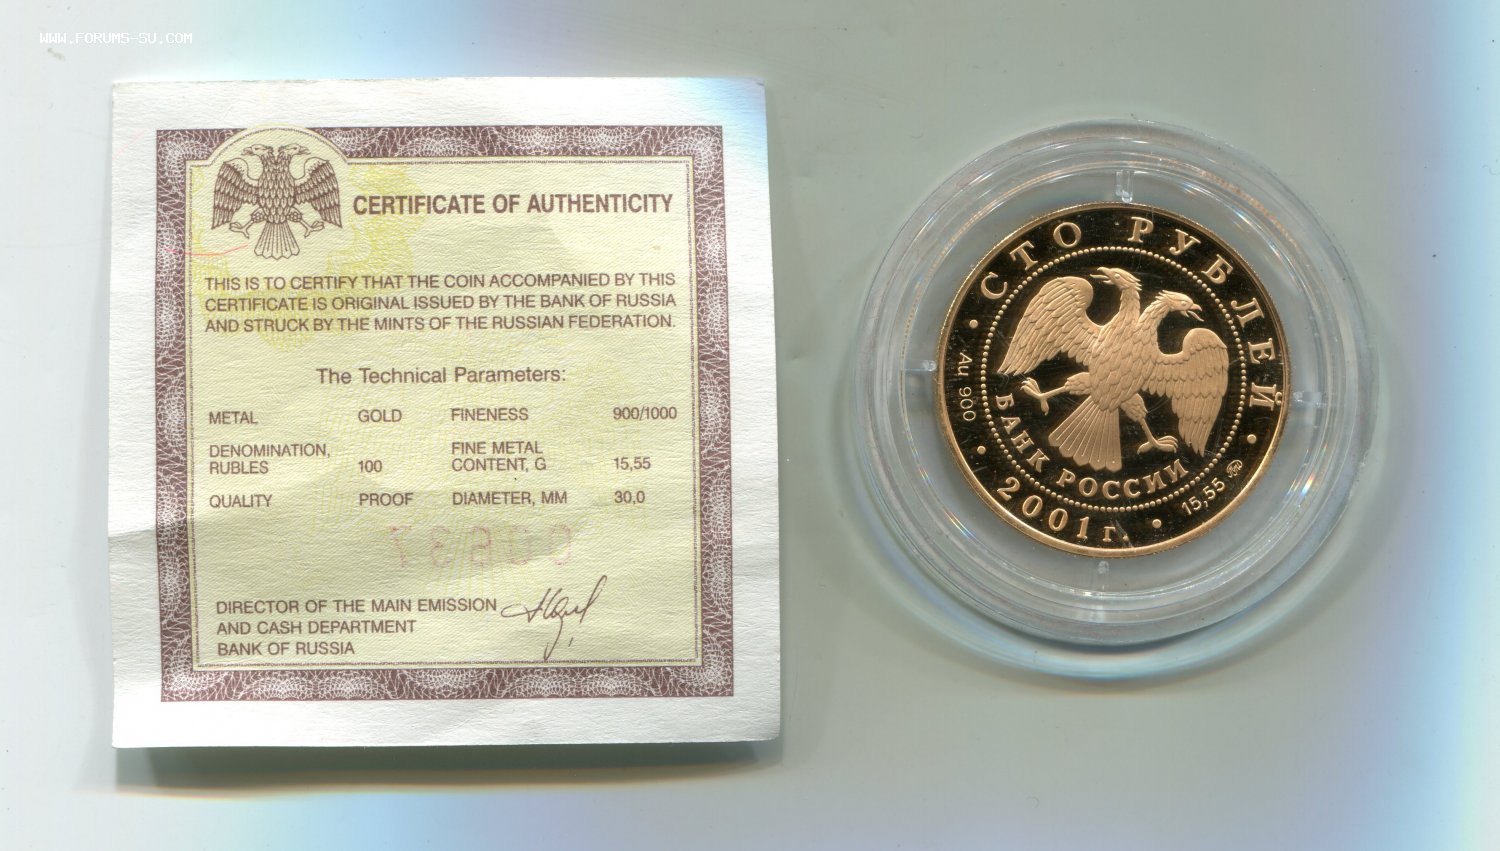 WWW.FORUMS-SU.COM
CERTIFICATE OF AUTHENTICITY
THIS IS TO CERTIFY THAT THE COIN ACCOMPANIED BY THIS
CERTIFICATE IS ORIGINAL ISSUED BY THE BANK OF RUSSIA
AND STRUCK BY THE MINTS OF THE RUSSIAN FEDERATION.
The Technical Parameters:
METAL GOLD FINENESS 900/1000
DENOMINATION, RUBLES 100 FINE METAL CONTENT, G 15,55
QUALITY PROOF DIAMETER, MM 30,0
DIRECTOR OF THE MAIN EMISSION
AND CASH DEPARTMENT
BANK OF RUSSIA
СТО РУБЛЕЙ
Au 900
БАНК РОССИИ
• 2001 г. •
15,55